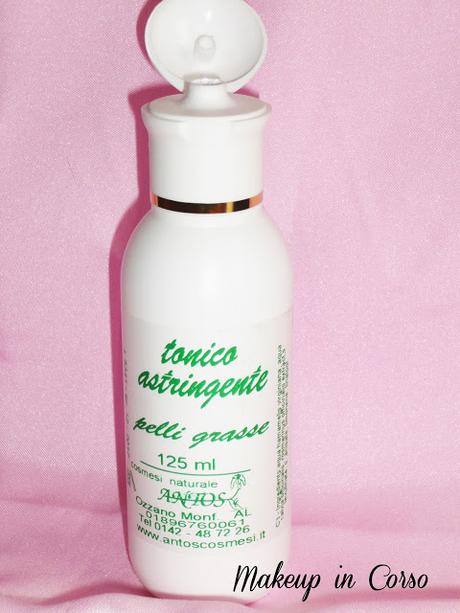 tonico
astringente
pelli grasse
125 ml
cosmesi naturale
ANTOS
Ozzano Monf. AL
01896760061
Tel 0142 - 48 72 26
www.antoscosmesi.it
Makeup in Corso